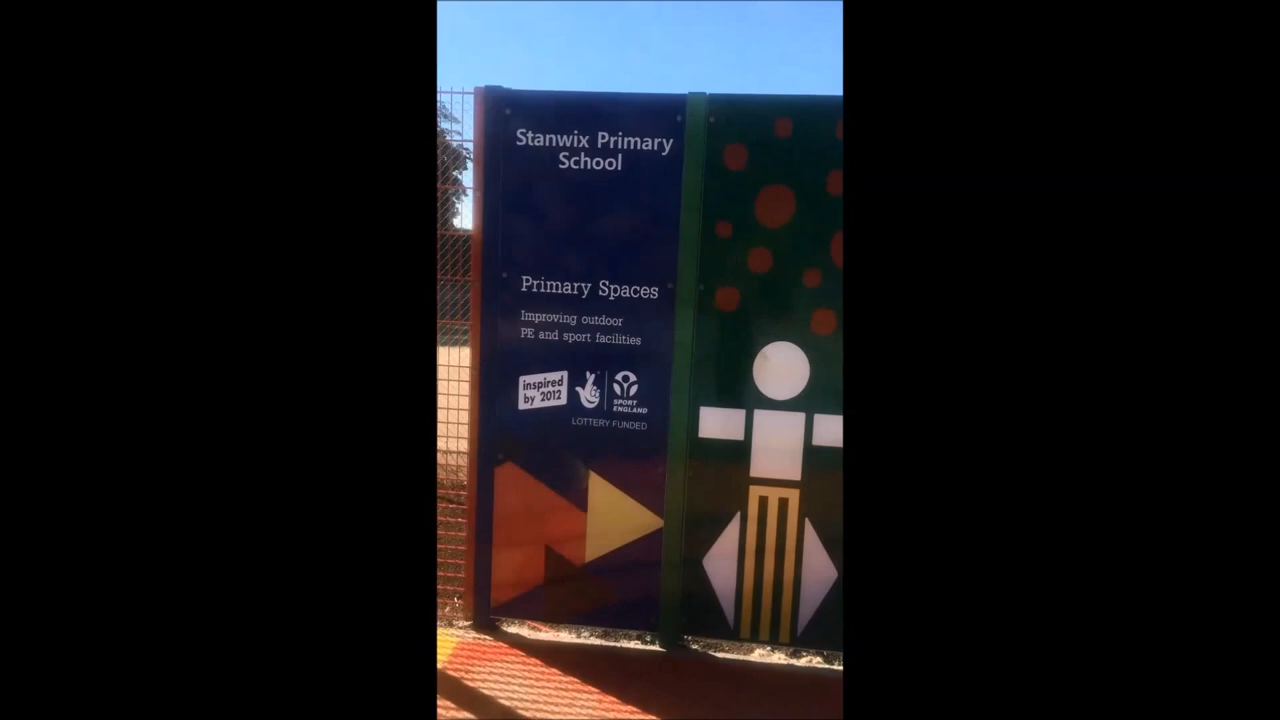 Stanwix Primary
School
Primary Spaces
Improving outdoor
PE and sport facilities
inspired
by 2012
SPORT
ENGLAND
LOTTERY FUNDED